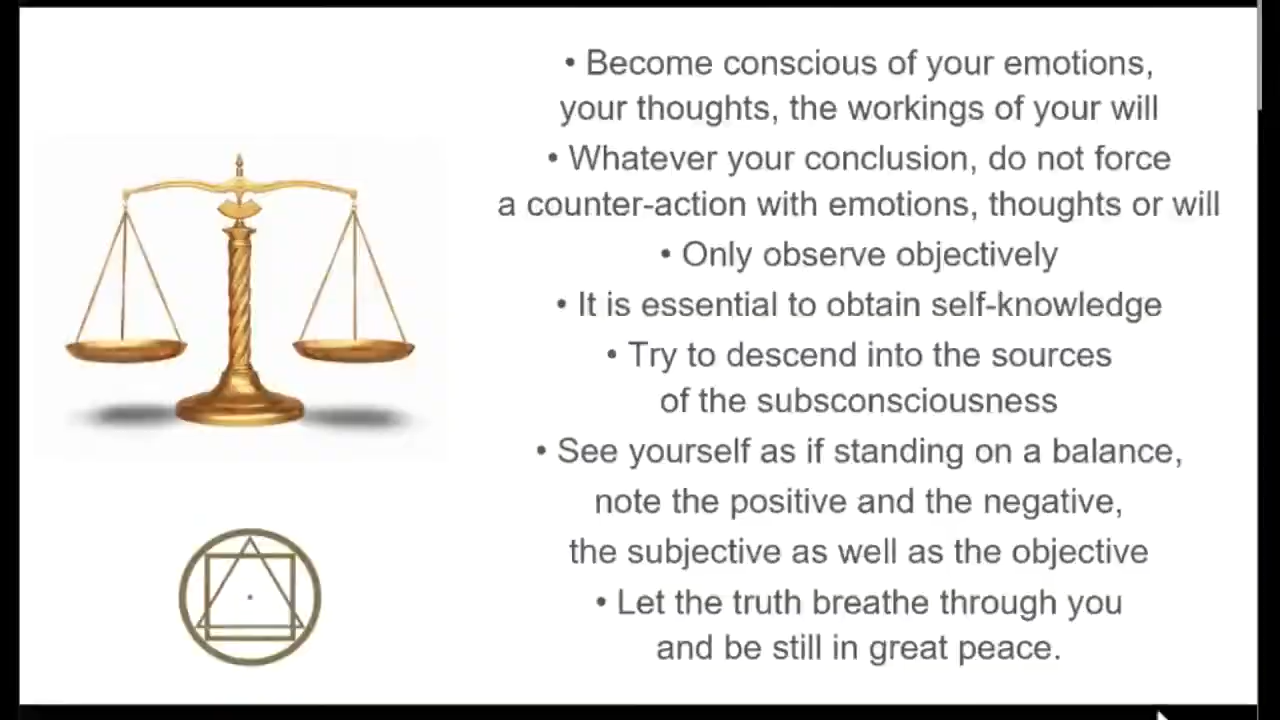 • Become conscious of your emotions,
your thoughts, the workings of your will
• Whatever your conclusion, do not force
a counter-action with emotions, thoughts or will
• Only observe objectively
• It is essential to obtain self-knowledge
• Try to descend into the sources
of the subsconsciousness
• See yourself as if standing on a balance,
note the positive and the negative,
the subjective as well as the objective
• Let the truth breathe through you
and be still in great peace.